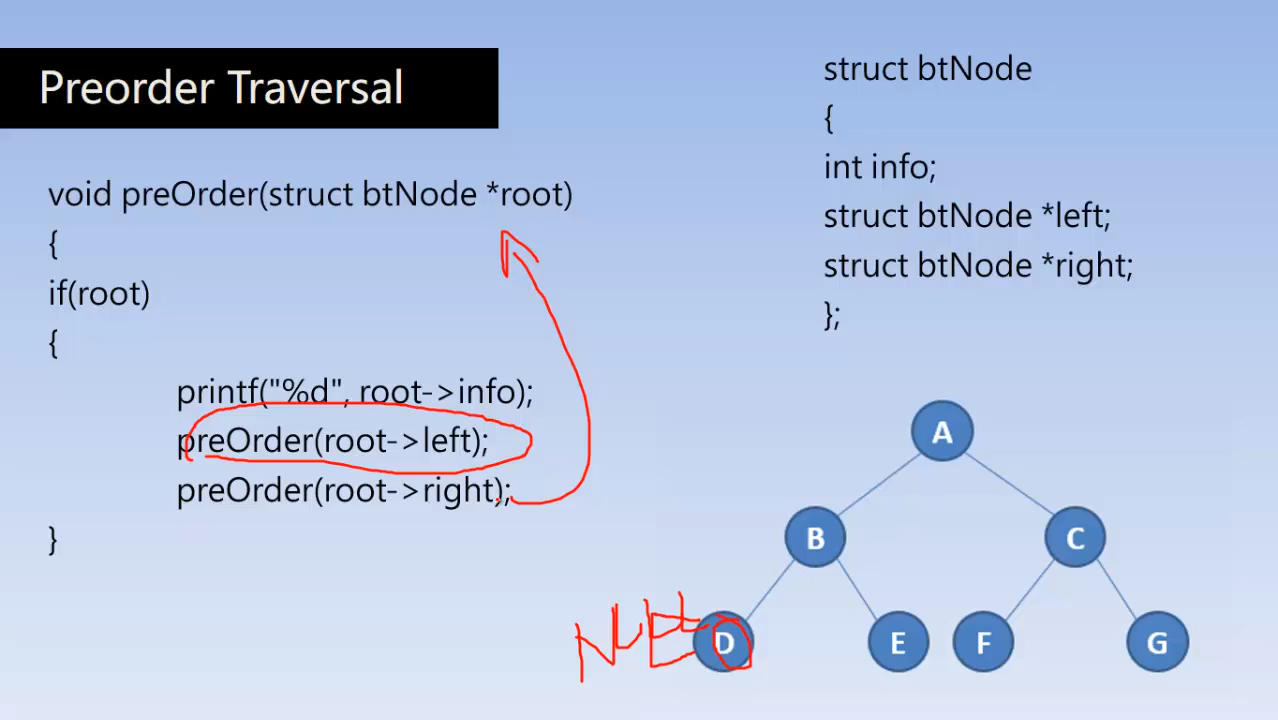 Preorder Traversal
void preOrder(struct btNode *root)
{
if(root)
{
printf("%d", root->info);
preOrder(root->left);
preOrder(root->right);
}
struct btNode
{
int info;
struct btNode *left;
struct btNode *right;
};
A
B C
D E F G